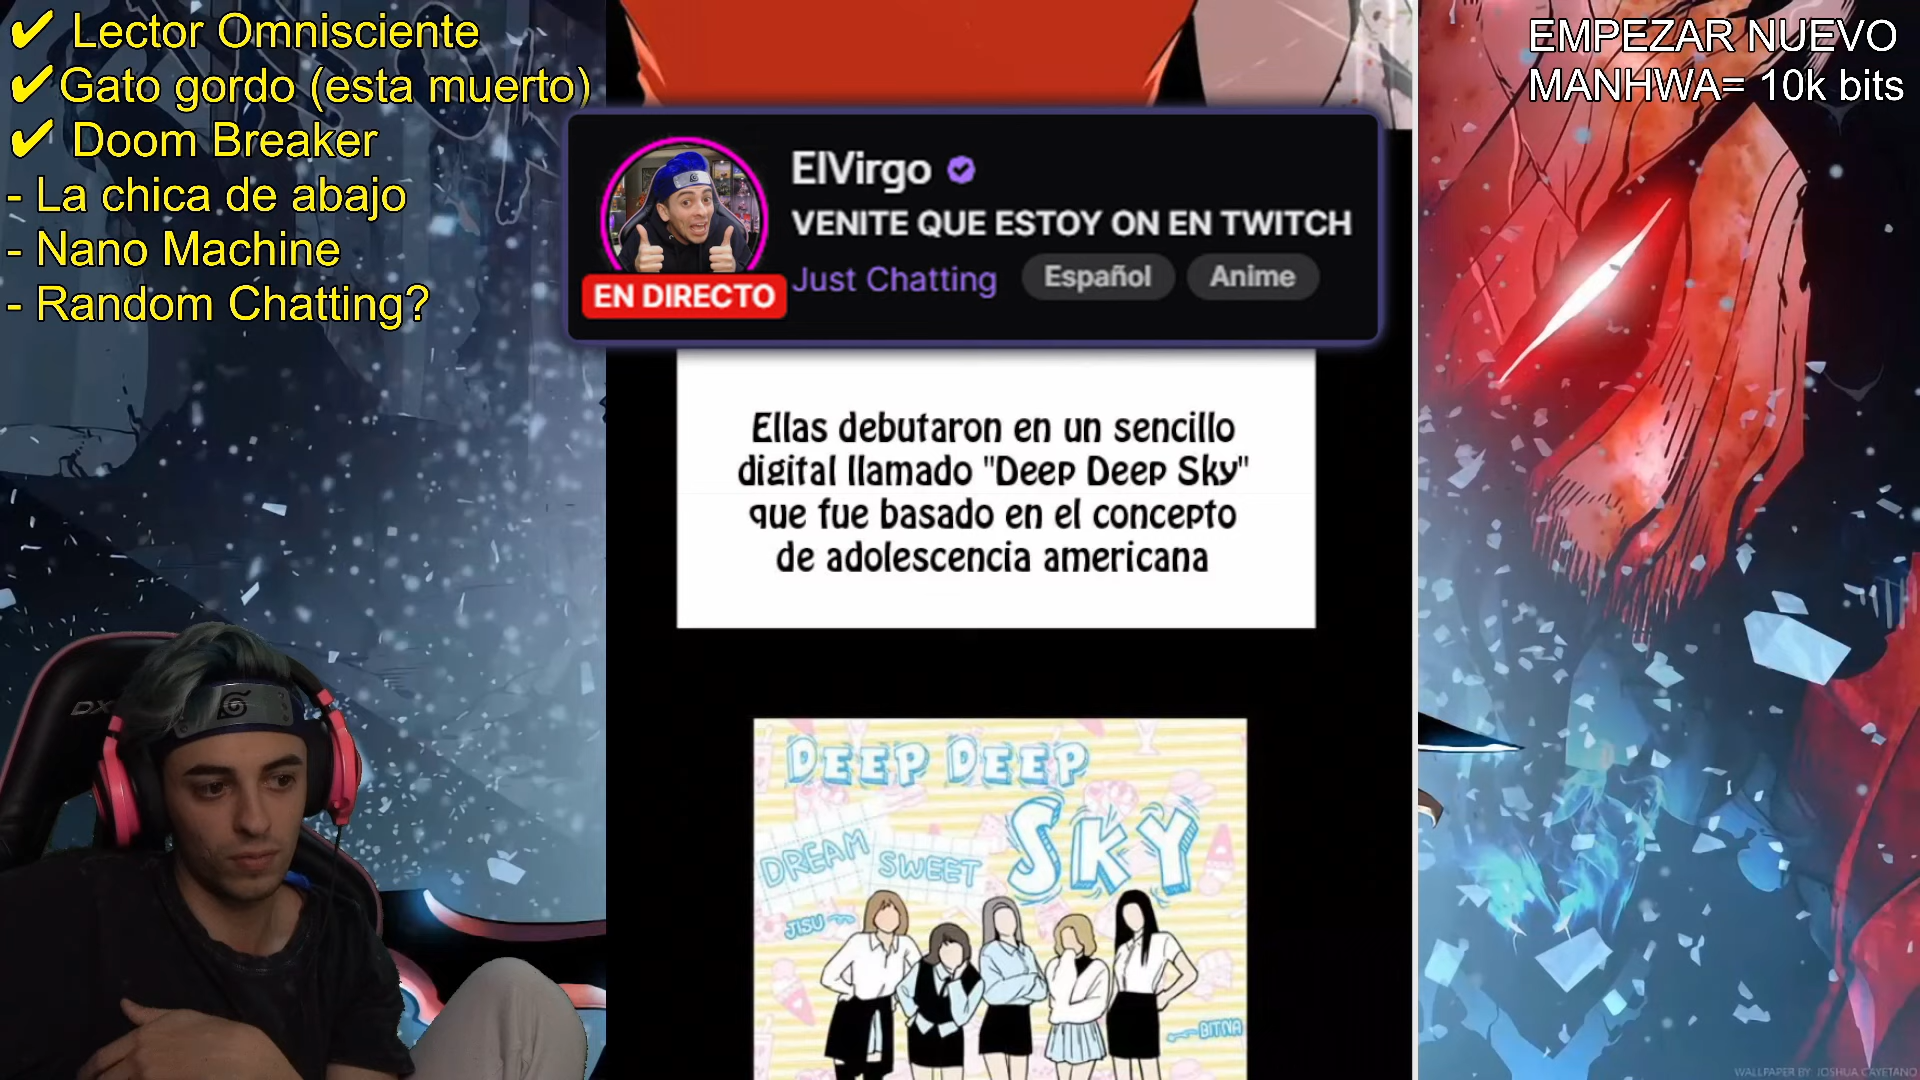 ✔ Lector Omnisciente
✔Gato gordo (esta muerto)
✔ Doom Breaker
- La chica de abajo
- Nano Machine
- Random Chatting?
EMPEZAR NUEVO
MANHWA= 10k bits
ElVirgo
VENITE QUE ESTOY ON EN TWITCH
Just Chatting Español Anime
EN DIRECTO
Ellas debutaron en un sencillo
digital llamado "Deep Deep Sky"
que fue basado en el concepto
de adolescencia americana
DEEP DEEP
SKY
DREAM SWEET
JISU
BITNA
DX
WALLPAPER BY JOSHUA CAYETANO